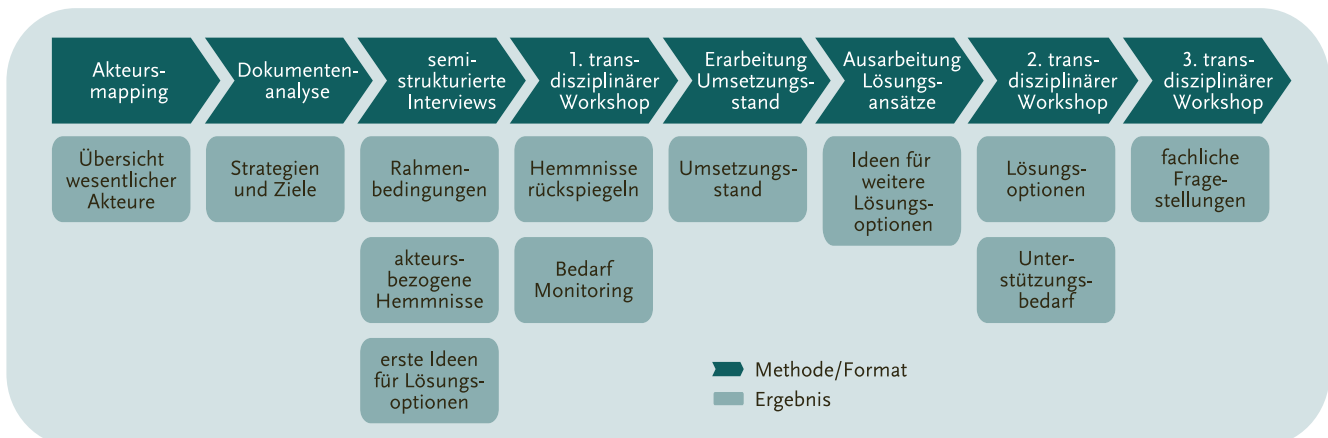 Akteurs-
mapping
Dokumenten-
analyse
semi-
strukturierte
Interviews
1. trans-
disziplinärer
Workshop
Erarbeitung
Umsetzungs-
stand
Ausarbeitung
Lösungs-
ansätze
2. trans-
disziplinärer
Workshop
3. trans-
disziplinärer
Workshop
Übersicht
wesentlicher
Akteure
Strategien
und Ziele
Rahmen-
bedingungen
Hemmnisse
rückspiegeln
Umsetzungs-
stand
Ideen für
weitere
Lösungs-
optionen
Lösungs-
optionen
fachliche
Frage-
stellungen
akteurs-
bezogene
Hemmnisse
Bedarf
Monitoring
Unter-
stützungs-
bedarf
erste Ideen
für Lösungs-
optionen
Methode/Format
Ergebnis